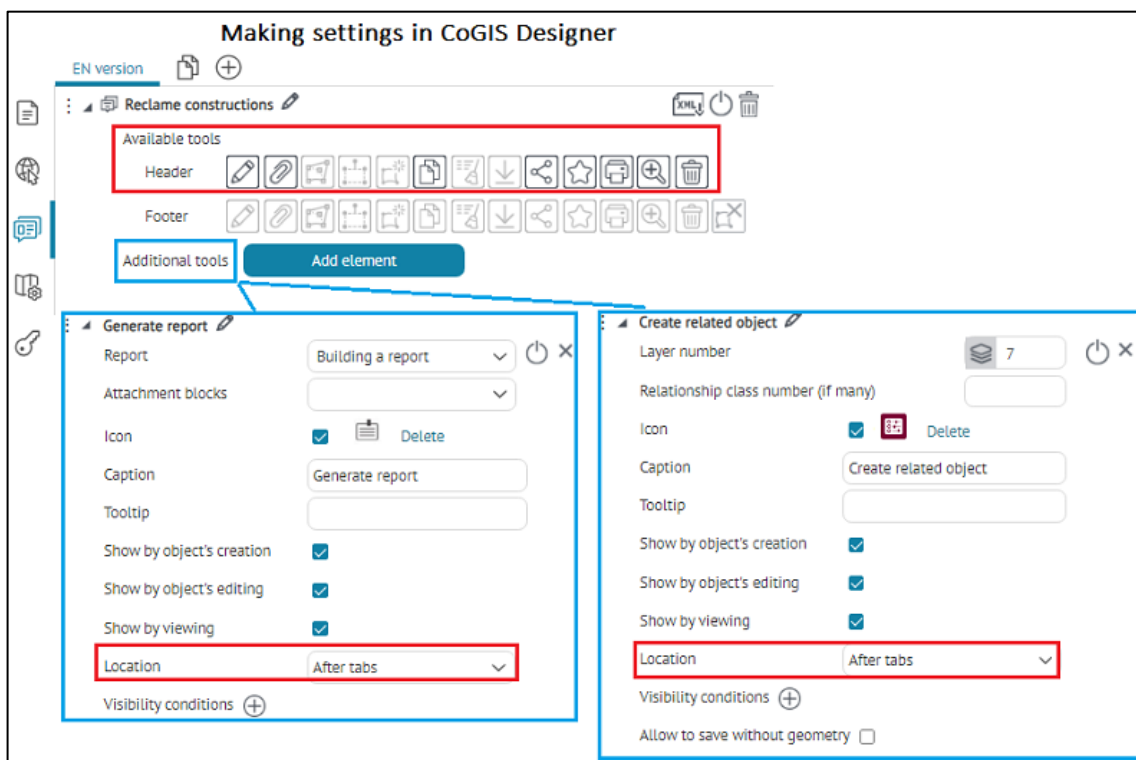 Making settings in CoGIS Designer
EN version
Reclame constructions
XML
Available tools
Header
Footer
Additional tools
Add element
Generate report
Report
Building a report
Attachment blocks
Icon
Delete
Caption
Generate report
Tooltip
Show by object's creation
Show by object's editing
Show by viewing
Location
After tabs
Visibility conditions
Create related object
Layer number
7
Relationship class number (if many)
Icon
Delete
Caption
Create related object
Tooltip
Show by object's creation
Show by object's editing
Show by viewing
Location
After tabs
Visibility conditions
Allow to save without geometry